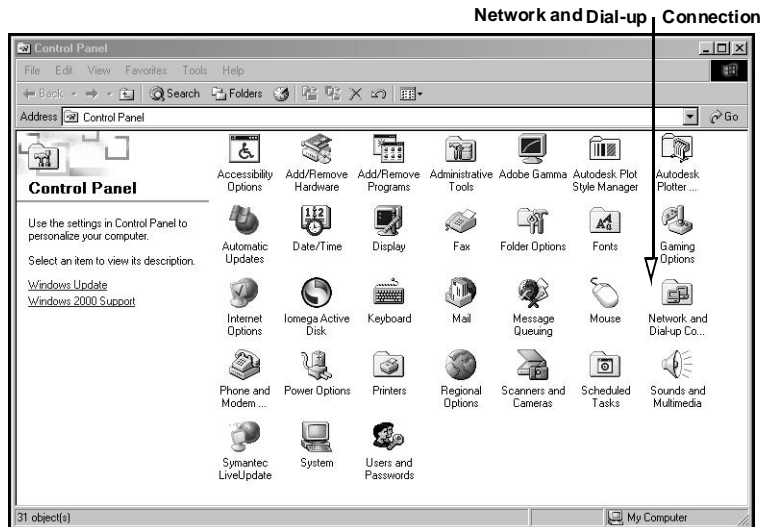 Network and Dial-up Connection
Control Panel
File Edit View Favorites Tools Help
Back Search Folders
Address Control Panel Go
Control Panel
Use the settings in Control Panel to
personalize your computer.
Select an item to view its description.
Windows Update
Windows 2000 Support
Accessibility Options
Add/Remove Hardware
Add/Remove Programs
Administrative Tools
Adobe Gamma
Autodesk Plot Style Manager
Autodesk Plotter ...
Automatic Updates
Date/Time
Display
Fax
Folder Options
Fonts
Gaming Options
Internet Options
Iomega Active Disk
Keyboard
Mail
Message Queuing
Mouse
Network and Dial-up Co...
Phone and Modem ...
Power Options
Printers
Regional Options
Scanners and Cameras
Scheduled Tasks
Sounds and Multimedia
Symantec LiveUpdate
System
Users and Passwords
31 object(s) My Computer